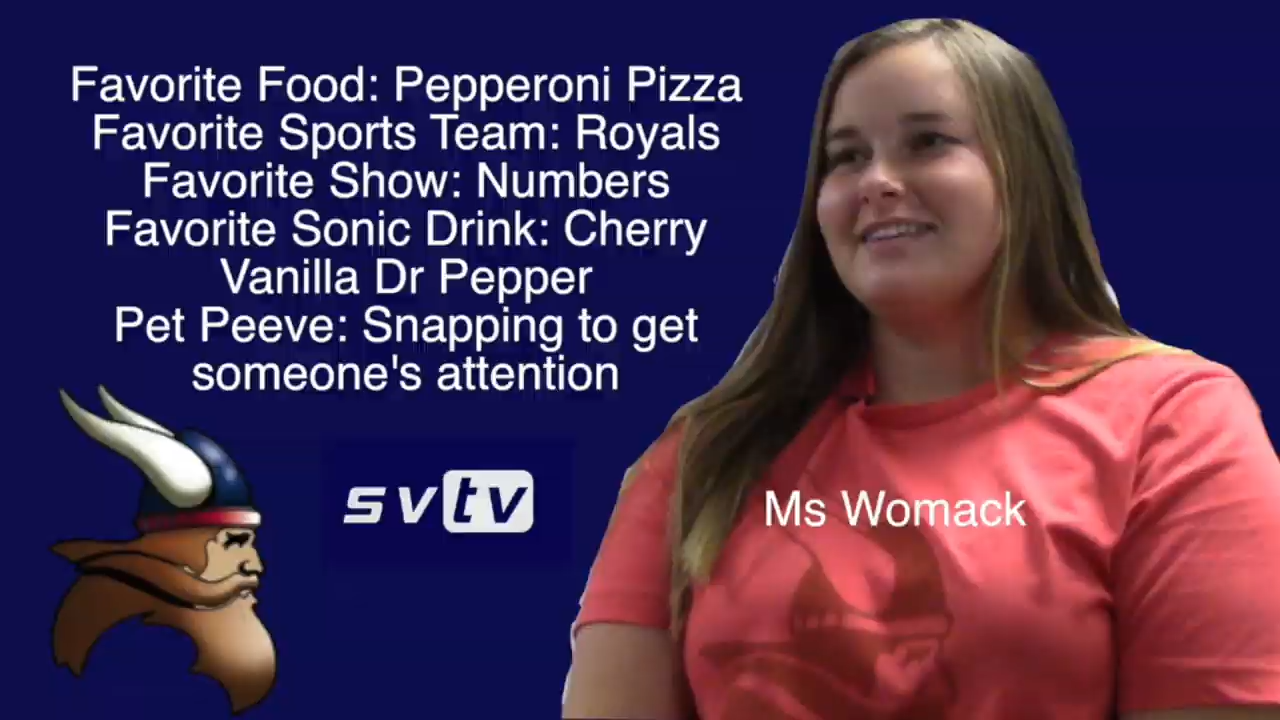 Favorite Food: Pepperoni Pizza
Favorite Sports Team: Royals
Favorite Show: Numbers
Favorite Sonic Drink: Cherry
Vanilla Dr Pepper
Pet Peeve: Snapping to get
someone's attention
svtv
Ms Womack